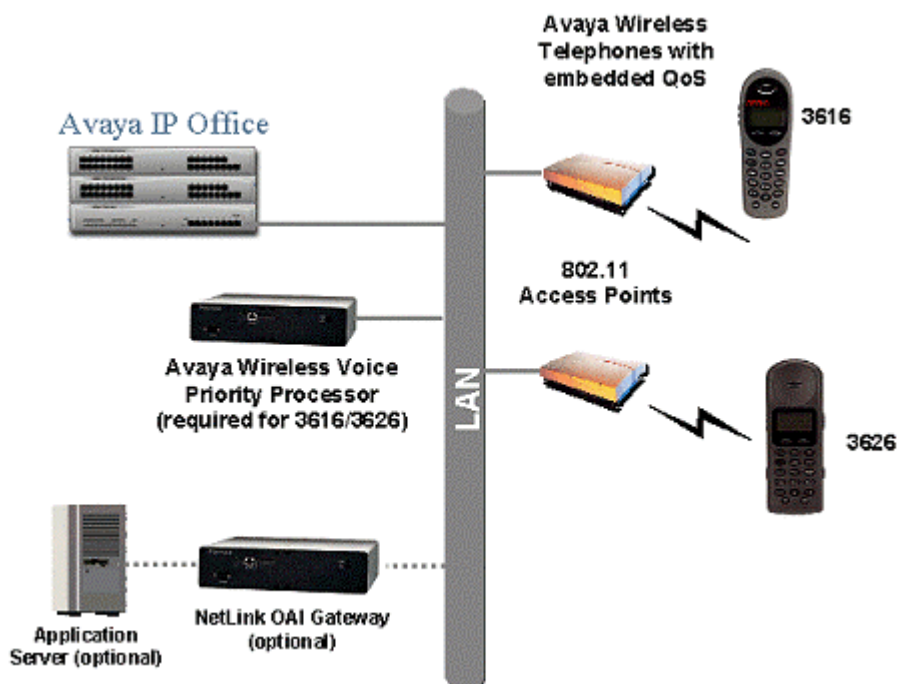 Avaya Wireless
Telephones with
embedded QoS
3616
Avaya IP Office
802.11
Access Points
Avaya Wireless Voice
Priority Processor
(required for 3616/3626)
LAN
3626
NetLink OAI Gateway
(optional)
Application
Server (optional)